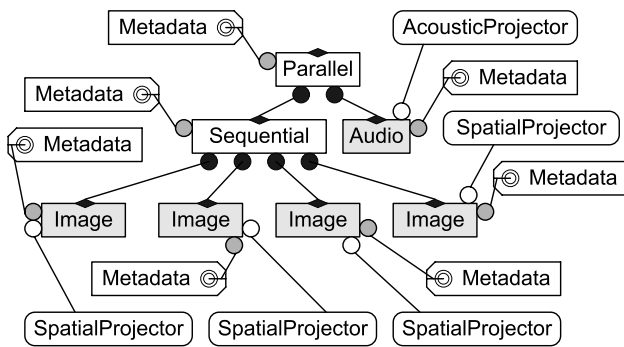 Metadata
AcousticProjector
Parallel
Metadata
Metadata
SpatialProjector
Metadata
Sequential
Audio
Metadata
Image
Image
Image
Image
Metadata
Metadata
SpatialProjector
SpatialProjector
SpatialProjector